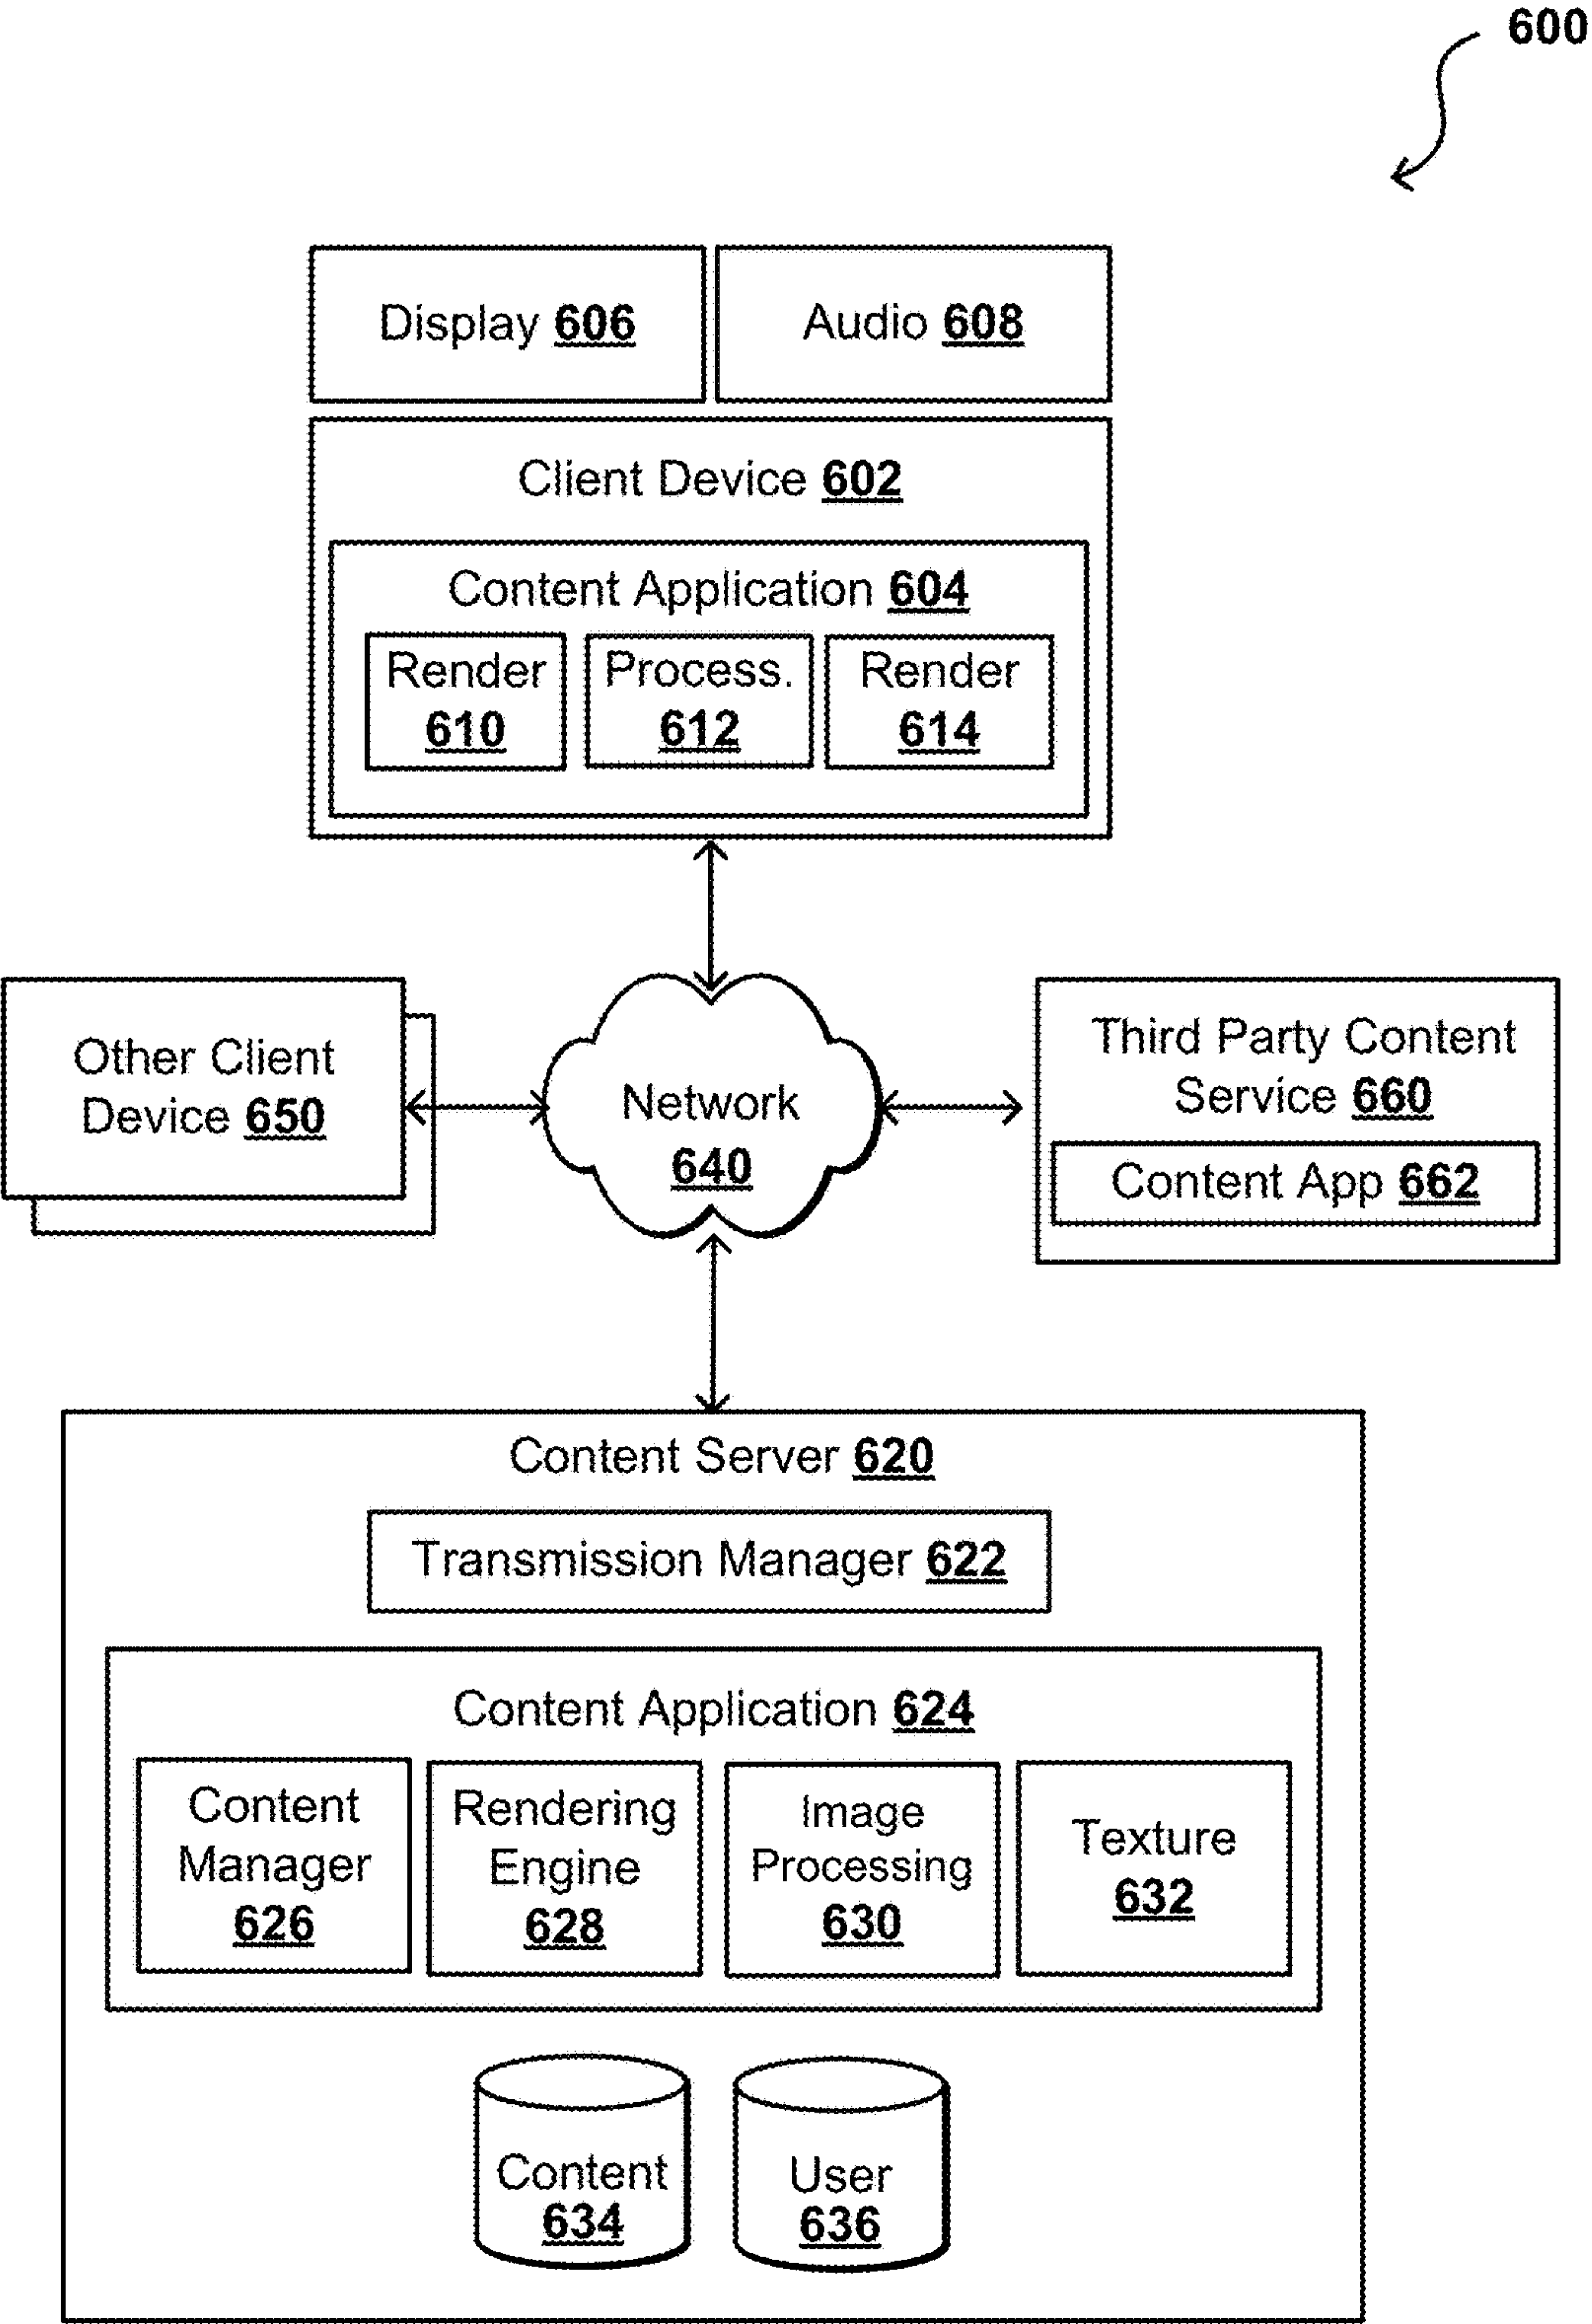 600
Display 606
Audio 608
Client Device 602
Content Application 604
Render
610
Process.
612
Render
614
Other Client
Device 650
Network
640
Third Party Content
Service 660
Content App 662
Content Server 620
Transmission Manager 622
Content Application 624
Content
Manager
626
Rendering
Engine
628
Image
Processing
630
Texture
632
Content
634
User
636